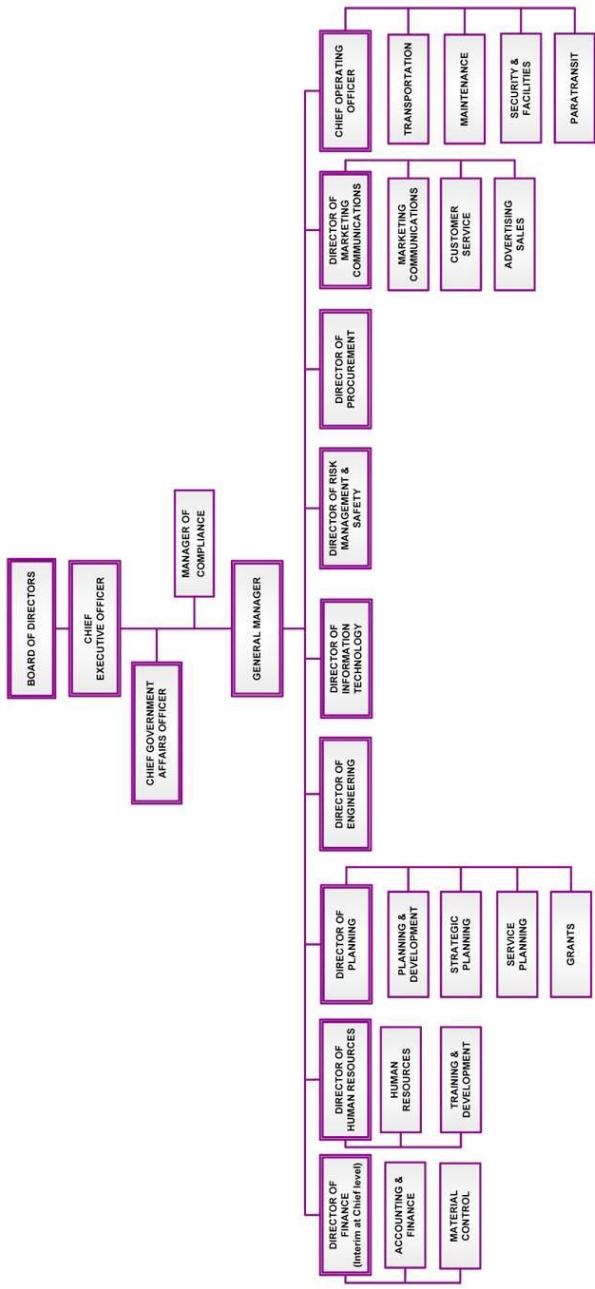 BOARD OF DIRECTORS
CHIEF
EXECUTIVE OFFICER
CHIEF GOVERNMENT
AFFAIRS OFFICER
MANAGER OF
COMPLIANCE
GENERAL MANAGER
DIRECTOR OF
FINANCE
(Interim at Chief level)
ACCOUNTING &
FINANCE
MATERIAL
CONTROL
DIRECTOR OF
HUMAN RESOURCES
HUMAN
RESOURCES
TRAINING &
DEVELOPMENT
DIRECTOR OF
PLANNING
PLANNING &
DEVELOPMENT
STRATEGIC
PLANNING
SERVICE
PLANNING
GRANTS
DIRECTOR OF
ENGINEERING
DIRECTOR OF
INFORMATION
TECHNOLOGY
DIRECTOR OF RISK
MANAGEMENT &
SAFETY
DIRECTOR OF
PROCUREMENT
DIRECTOR OF
MARKETING
COMMUNICATIONS
MARKETING
COMMUNICATIONS
CUSTOMER
SERVICE
ADVERTISING
SALES
CHIEF OPERATING
OFFICER
TRANSPORTATION
MAINTENANCE
SECURITY &
FACILITIES
PARATRANSIT